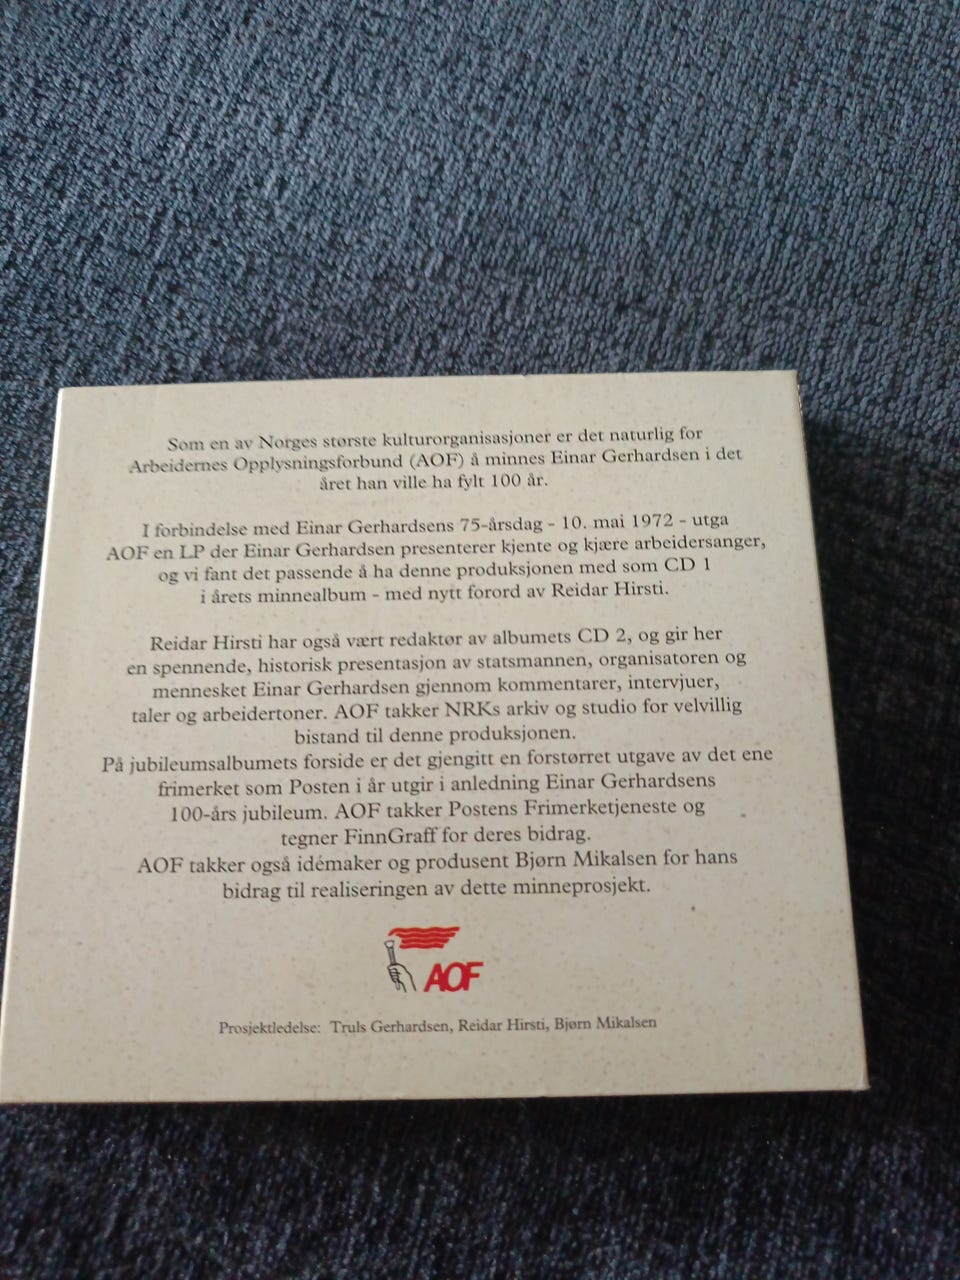 Som en av Norges største kulturorganisasjoner er det naturlig for
Arbeidernes Opplysningsforbund (AOF) å minnes Einar Gerhardsen i det
året han ville ha fylt 100 år.
I forbindelse med Einar Gerhardsens 75-årsdag - 10. mai 1972 - utga
AOF en LP der Einar Gerhardsen presenterer kjente og kjære arbeidersanger,
og vi fant det passende å ha denne produksjonen med som CD 1
i årets minnealbum - med nytt forord av Reidar Hirsti.
Reidar Hirsti har også vært redaktør av albumets CD 2, og gir her
en spennende, historisk presentasjon av statsmannen, organisatoren og
mennesket Einar Gerhardsen gjennom kommentarer, intervjuer,
taler og arbeidertoner. AOF takker NRKs arkiv og studio for velvillig
bistand til denne produksjonen.
På jubileumsalbumets forside er det gjengitt en forstørret utgave av det ene
frimerket som Posten i år utgir i anledning Einar Gerhardsens
100-års jubileum. AOF takker Postens Frimerketjeneste og
tegner FinnGraff for deres bidrag.
AOF takker også idémaker og produsent Bjørn Mikalsen for hans
bidrag til realiseringen av dette minneprosjekt.
AOF
Prosjektledelse: Truls Gerhardsen, Reidar Hirsti, Bjørn Mikalsen